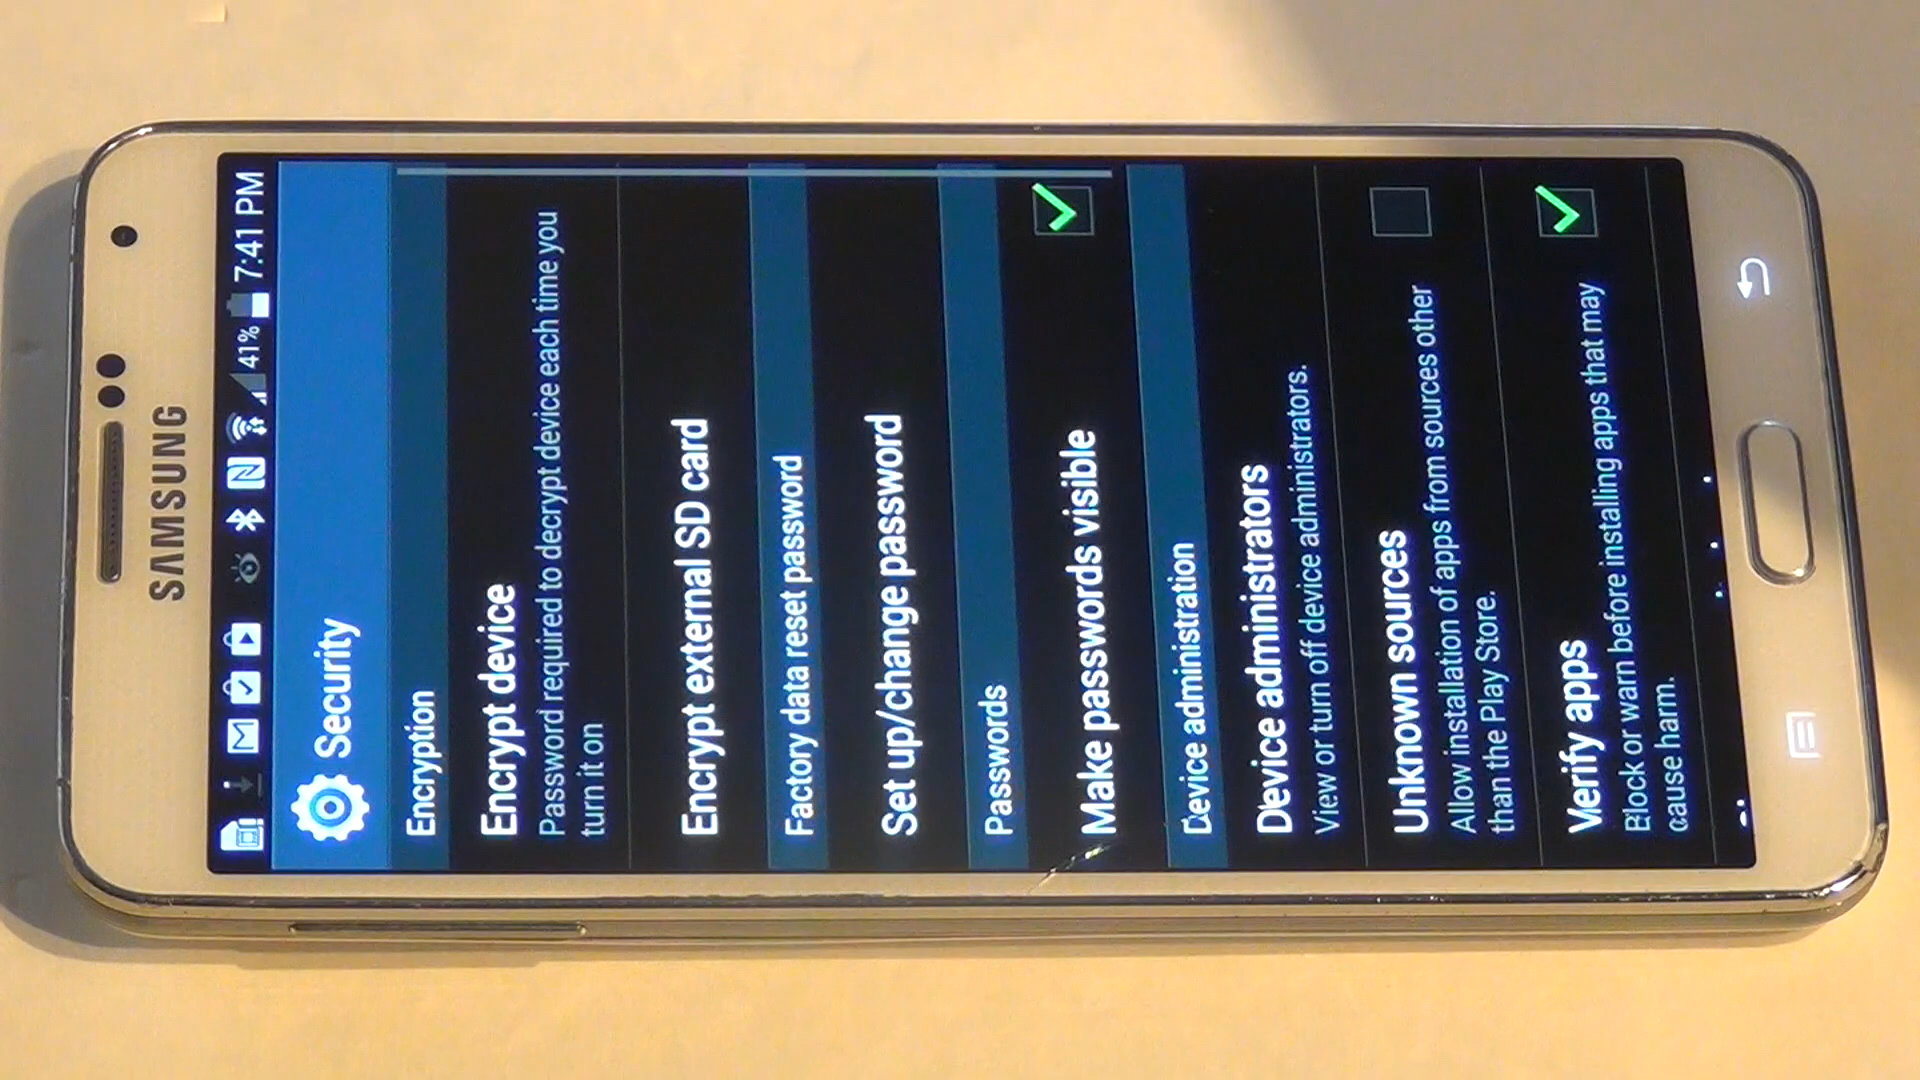 SAMSUNG
41% 7:41 PM
Security
Encryption
Encrypt device
Password required to decrypt device each time you
turn it on
Encrypt external SD card
Factory data reset password
Set up/change password
Passwords
Make passwords visible
Device administration
Device administrators
View or turn off device administrators.
Unknown sources
Allow installation of apps from sources other
than the Play Store.
Verify apps
Block or warn before installing apps that may
cause harm.